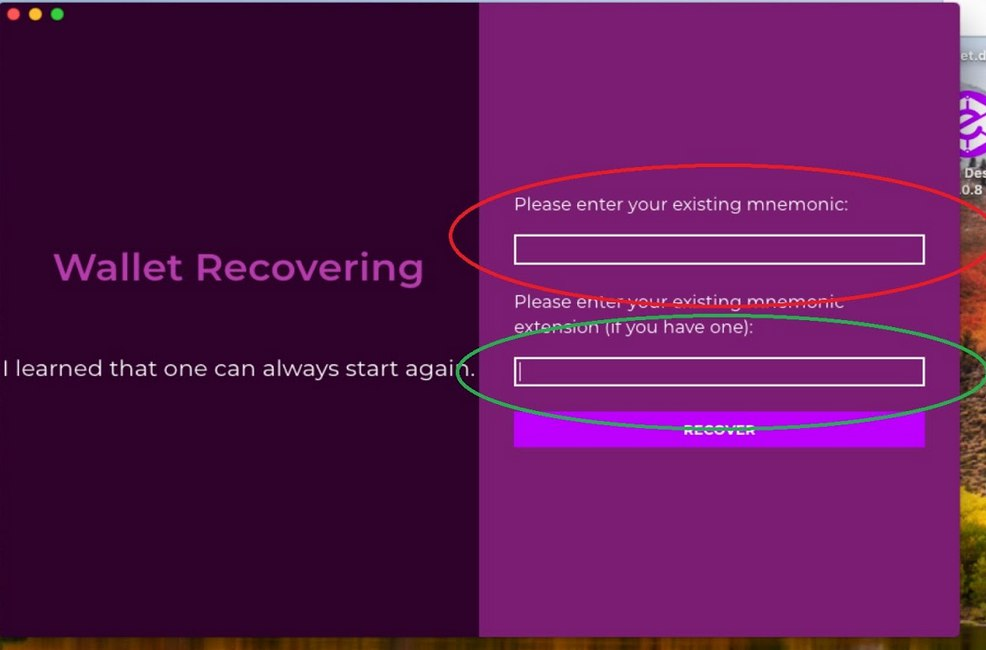 et.d
Please enter your existing mnemonic:
Wallet Recovering
Please enter your existing mnemonic
extension (if you have one):
I learned that one can always start again.
RECOVER
Des
.0.8